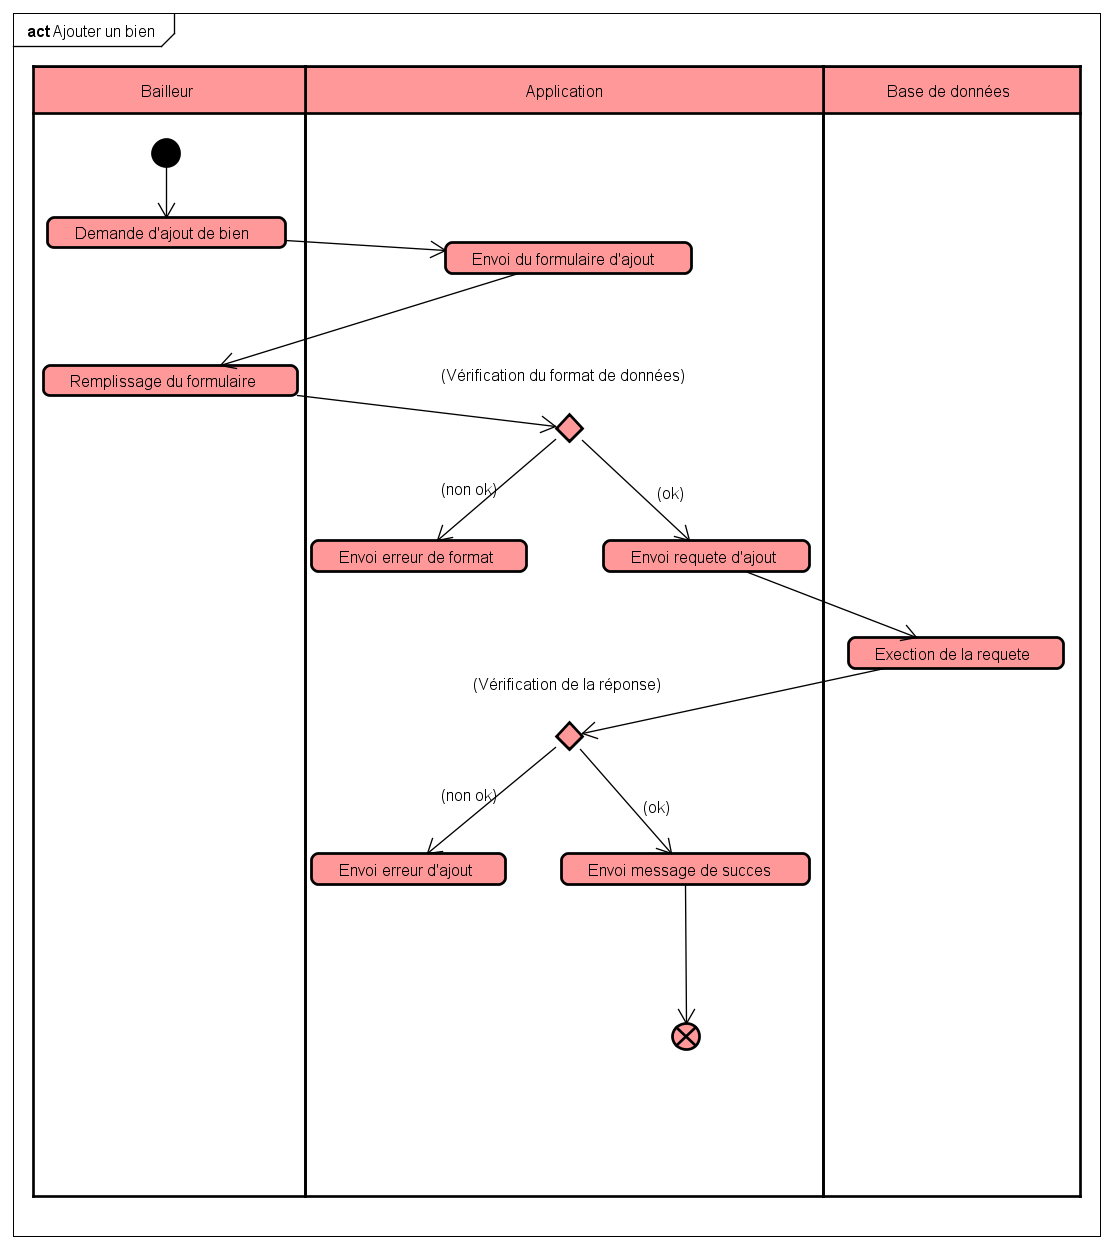 act Ajouter un bien
Bailleur
Application
Base de données
Demande d'ajout de bien
Envoi du formulaire d'ajout
Remplissage du formulaire
(Vérification du format de données)
(non ok)
(ok)
Envoi erreur de format
Envoi requete d'ajout
Exection de la requete
(Vérification de la réponse)
(non ok)
(ok)
Envoi erreur d'ajout
Envoi message de succes